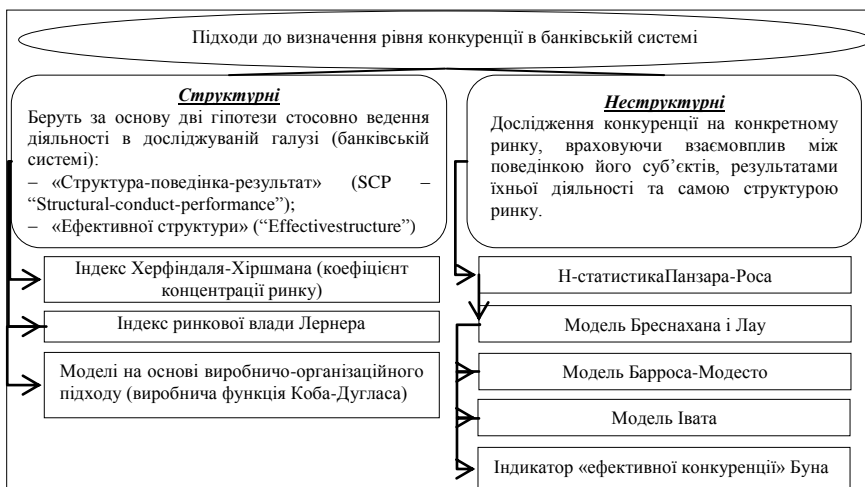 Підходи до визначення рівня конкуренції в банківській системі
Структурні
Беруть за основу дві гіпотези стосовно ведення
діяльності в досліджуваній галузі (банківській
системі):
– «Структура-поведінка-результат» (SCP –
“Structural-conduct-performance”);
– «Ефективної структури» (“Effectivestructure”)
Індекс Херфіндаля-Хіршмана (коефіцієнт
концентрації ринку)
Індекс ринкової влади Лернера
Моделі на основі виробничо-організаційного
підходу (виробнича функція Коба-Дугласа)
Неструктурні
Дослідження конкуренції на конкретному
ринку, враховуючи взаємовплив між
поведінкою його суб’єктів, результатами
їхньої діяльності та самою структурою
ринку.
Н-статистикаПанзара-Роса
Модель Бреснахана і Лау
Модель Барроса-Модесто
Модель Івата
Індикатор «ефективної конкуренції» Буна